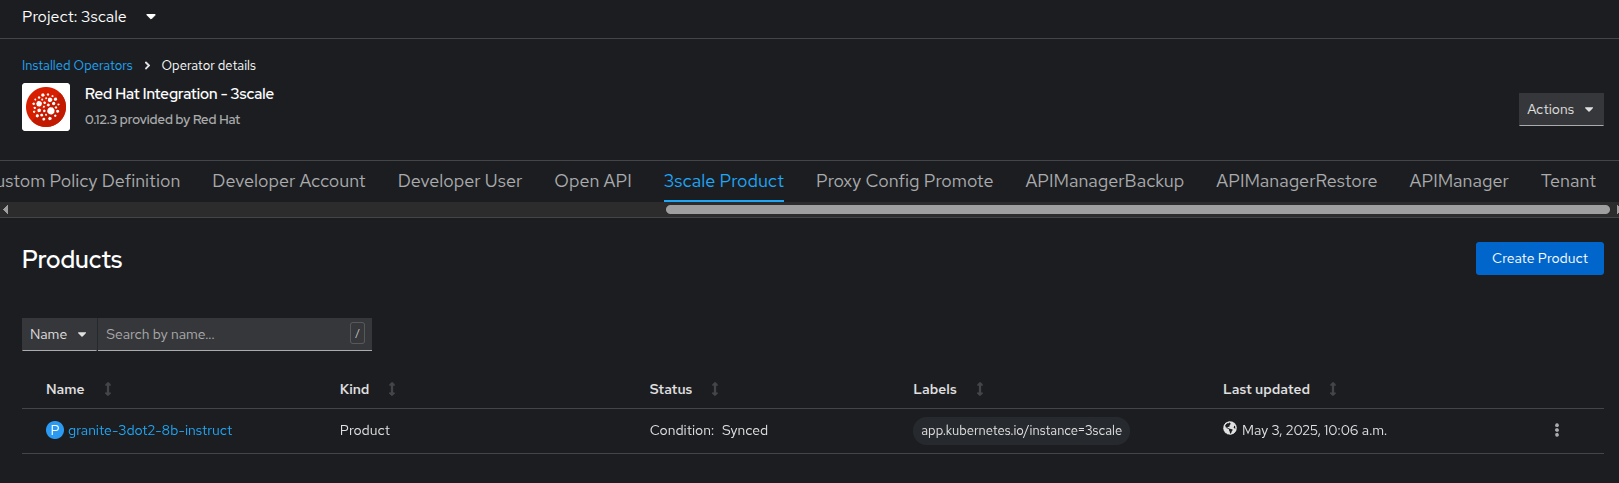 Project: 3scale
Installed Operators > Operator details
Red Hat Integration - 3scale
0.12.3 provided by Red Hat
Actions
ustom Policy Definition Developer Account Developer User Open API 3scale Product Proxy Config Promote APIManagerBackup APIManagerRestore APIManager Tenant
Products
Create Product
Name Search by name... /
Name Kind Status Labels Last updated
P granite-3dot2-8b-instruct Product Condition: Synced app.kubernetes.io/instance=3scale May 3, 2025, 10:06 a.m.